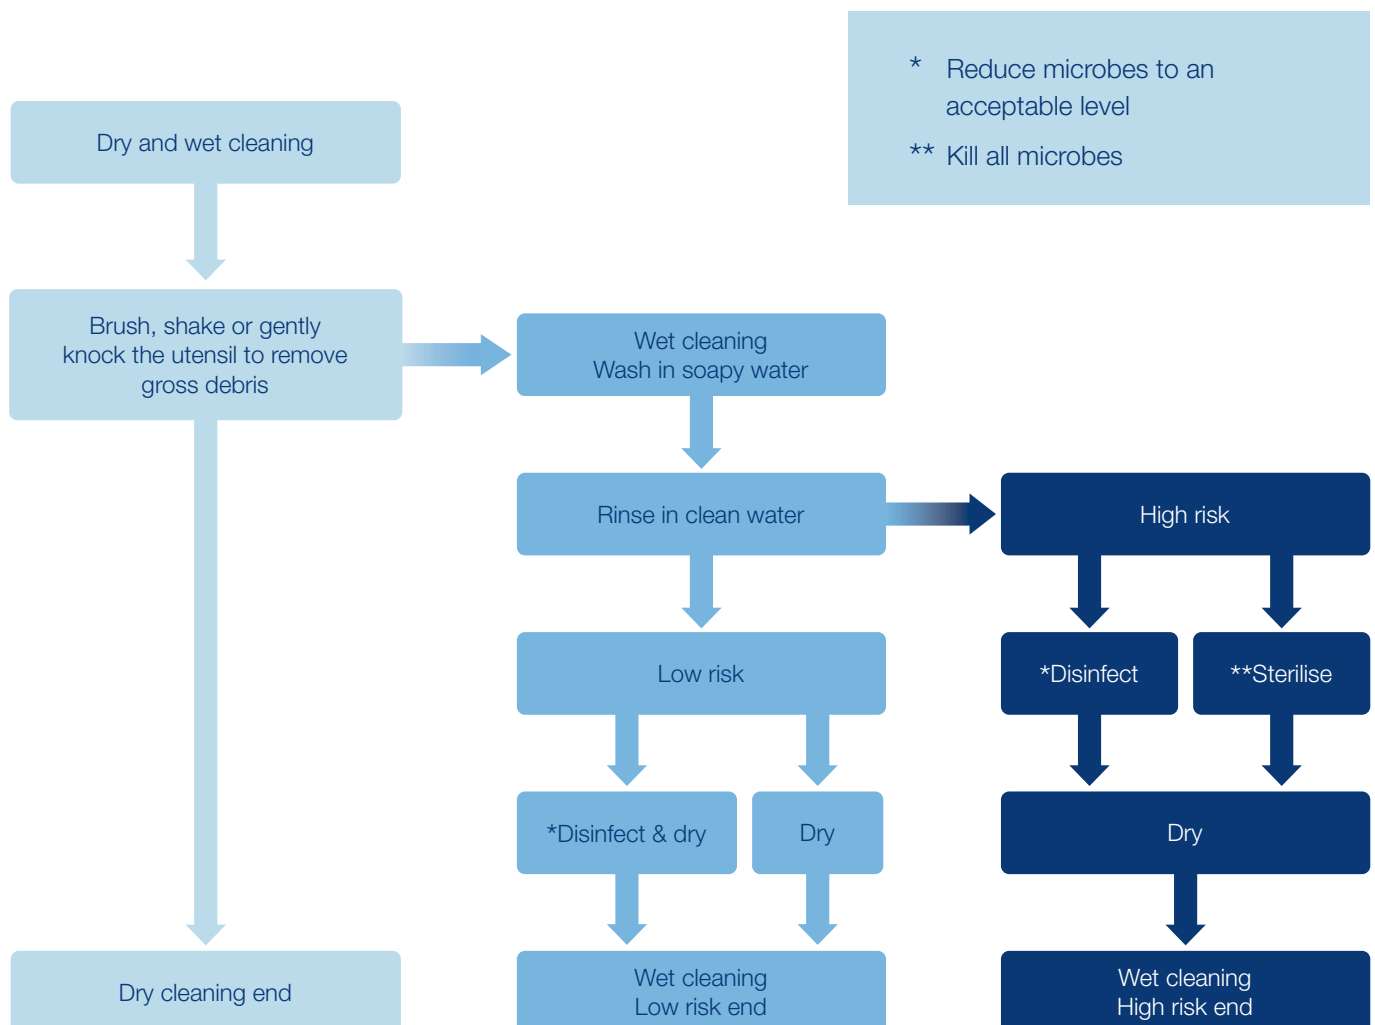 * Reduce microbes to an
acceptable level
** Kill all microbes
Dry and wet cleaning
Brush, shake or gently
knock the utensil to remove
gross debris
Wet cleaning
Wash in soapy water
Rinse in clean water
High risk
Low risk
*Disinfect
**Sterilise
*Disinfect & dry
Dry
Dry
Dry cleaning end
Wet cleaning
Low risk end
Wet cleaning
High risk end